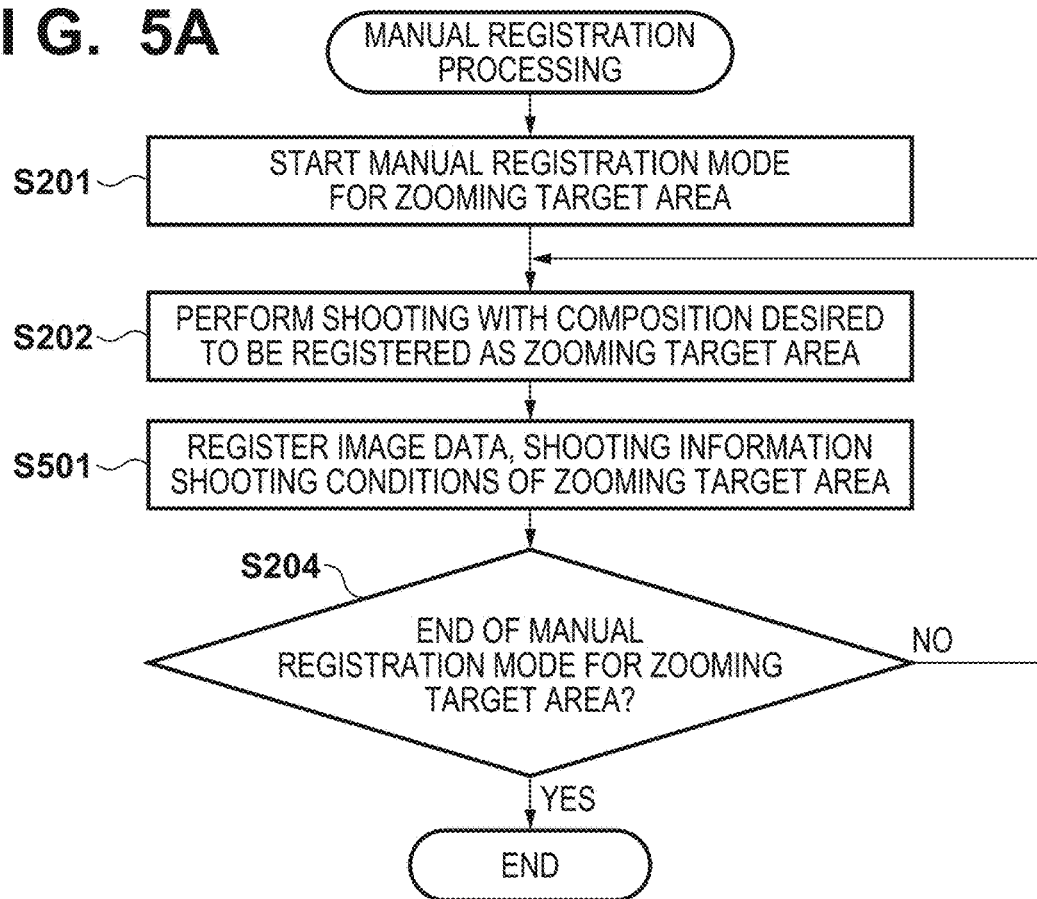 I G. 5A
MANUAL REGISTRATION
PROCESSING
S201
START MANUAL REGISTRATION MODE
FOR ZOOMING TARGET AREA
S202
PERFORM SHOOTING WITH COMPOSITION DESIRED
TO BE REGISTERED AS ZOOMING TARGET AREA
S501
REGISTER IMAGE DATA, SHOOTING INFORMATION
SHOOTING CONDITIONS OF ZOOMING TARGET AREA
S204
END OF MANUAL
REGISTRATION MODE FOR ZOOMING
TARGET AREA?
NO
YES
END